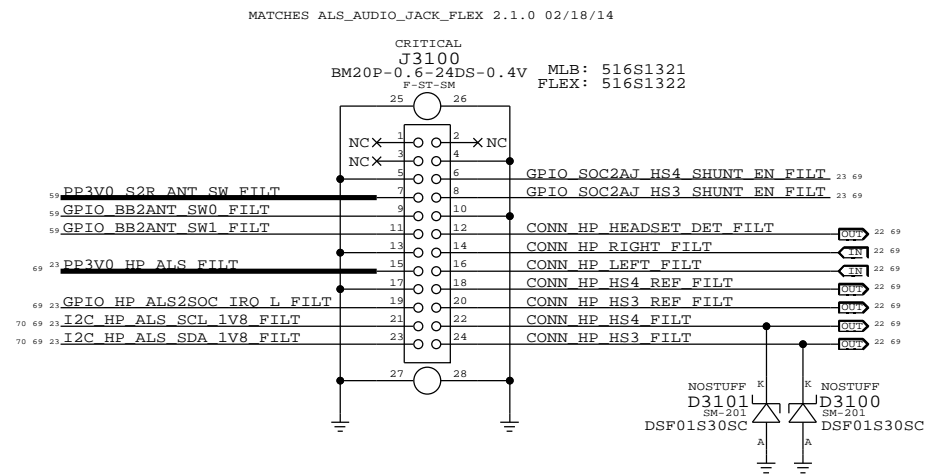 MATCHES ALS_AUDIO_JACK_FLEX 2.1.0 02/18/14
CRITICAL
J3100
BM20P-0.6-24DS-0.4V
F-ST-SM
MLB: 516S1321
FLEX: 516S1322
25 26
NC 1 2 NC
NC 3 4
5 6 GPIO_SOC2AJ_HS4_SHUNT_EN_FILT 23 69
59 PP3V0_S2R_ANT_SW_FILT 7 8 GPIO_SOC2AJ_HS3_SHUNT_EN_FILT 23 69
59 GPIO_BB2ANT_SW0_FILT 9 10
59 GPIO_BB2ANT_SW1_FILT 11 12 CONN_HP_HEADSET_DET_FILT OUT 22 69
13 14 CONN_HP_RIGHT_FILT IN 22 69
69 23 PP3V0_HP_ALS_FILT 15 16 CONN_HP_LEFT_FILT IN 22 69
17 18 CONN_HP_HS4_REF_FILT OUT 22 69
69 23 GPIO_HP_ALS2SOC_IRQ_L_FILT 19 20 CONN_HP_HS3_REF_FILT OUT 22 69
70 69 23 I2C_HP_ALS_SCL_1V8_FILT 21 22 CONN_HP_HS4_FILT OUT 22 69
70 69 23 I2C_HP_ALS_SDA_1V8_FILT 23 24 CONN_HP_HS3_FILT OUT 22 69
27 28
NOSTUFF K K NOSTUFF
D3101 D3100
SM-201 SM-201
DSF01S30SC DSF01S30SC
A A